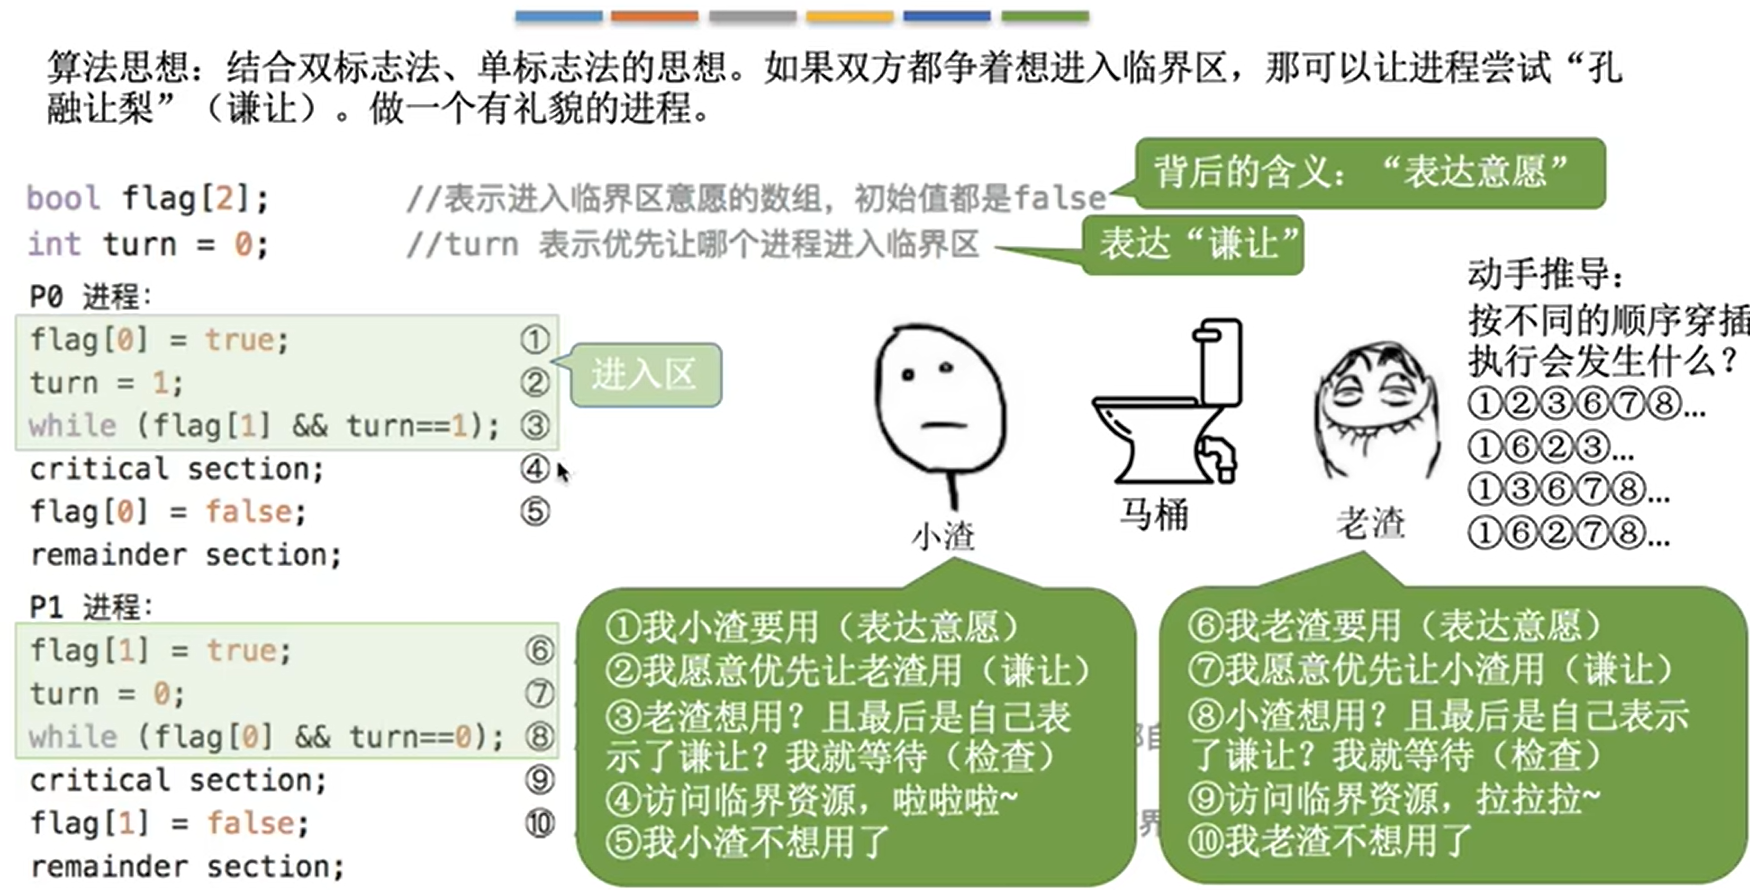 算法思想：结合双标志法、单标志法的思想。如果双方都争着想进入临界区，那可以让进程尝试“孔
融让梨”（谦让）。做一个有礼貌的进程。
背后的含义：“表达意愿”
bool flag[2];　//表示进入临界区意愿的数组，初始值都是false
int turn = 0;　//turn 表示优先让哪个进程进入临界区
表达“谦让”
P0 进程：
flag[0] = true;　①
turn = 1;　②
while (flag[1] && turn==1);　③
critical section;　④
flag[0] = false;　⑤
remainder section;
进入区
P1 进程：
flag[1] = true;　⑥
turn = 0;　⑦
while (flag[0] && turn==0);　⑧
critical section;　⑨
flag[1] = false;　⑩
remainder section;
小渣
马桶
老渣
动手推导：
按不同的顺序穿插
执行会发生什么？
①②③⑥⑦⑧...
①⑥②③...
①③⑥⑦⑧...
①⑥②⑦⑧...
①我小渣要用（表达意愿）
②我愿意优先让老渣用（谦让）
③老渣想用？且最后是自己表
示了谦让？我就等待（检查）
④访问临界资源，啦啦啦~
⑤我小渣不想用了
⑥我老渣要用（表达意愿）
⑦我愿意优先让小渣用（谦让）
⑧小渣想用？且最后是自己表示
了谦让？我就等待（检查）
⑨访问临界资源，拉拉拉~
⑩我老渣不想用了